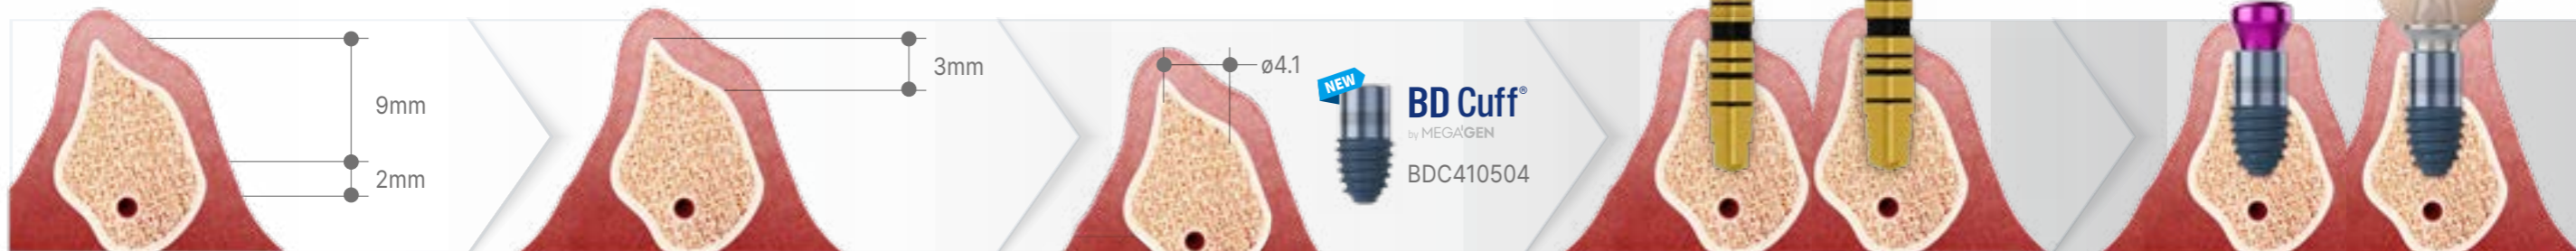 9mm
2mm
3mm
ø4.1
NEW
BD Cuff®
by MEGA'GEN
BDC410504